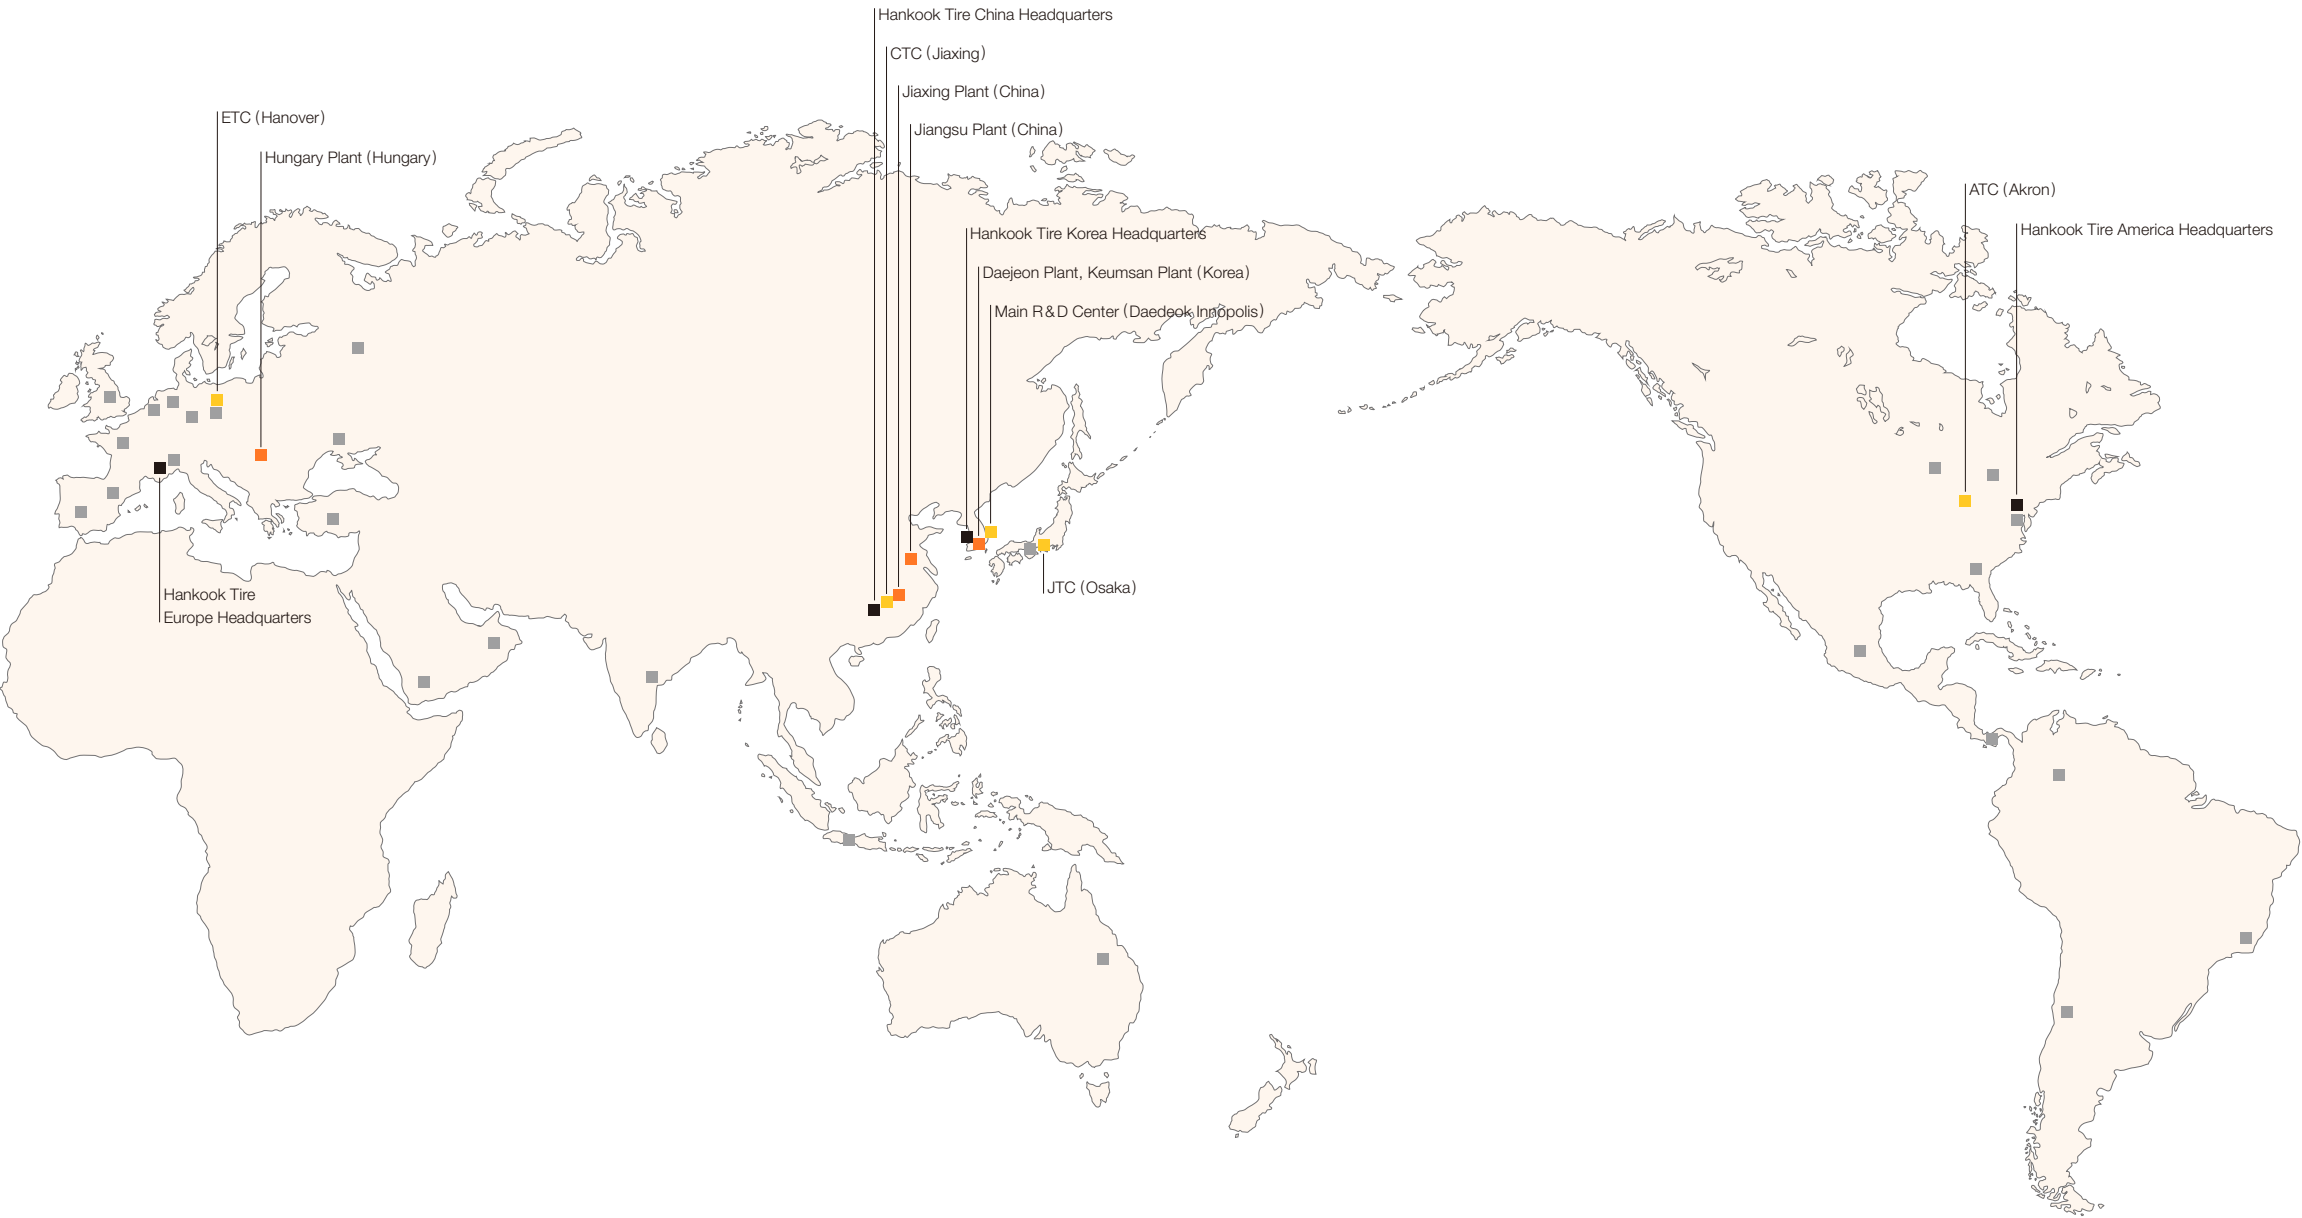 Hankook Tire China Headquarters
CTC (Jiaxing)
Jiaxing Plant (China)
ETC (Hanover)
Jiangsu Plant (China)
Hungary Plant (Hungary)
ATC (Akron)
Hankook Tire America Headquarters
Hankook Tire Korea Headquarters
Daejeon Plant, Keumsan Plant (Korea)
Main R&D Center (Daedeok Innopolis)
JTC (Osaka)
Hankook Tire
Europe Headquarters